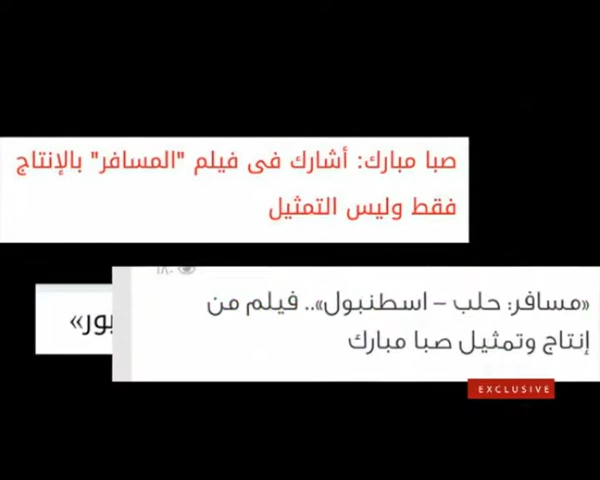 صبا مبارك: أشارك فى فيلم "المسافر" بالإنتاج
فقط وليس التمثيل
«مسافر: حلب – اسطنبول».. فيلم من
إنتاج وتمثيل صبا مبارك
EXCLUSIVE